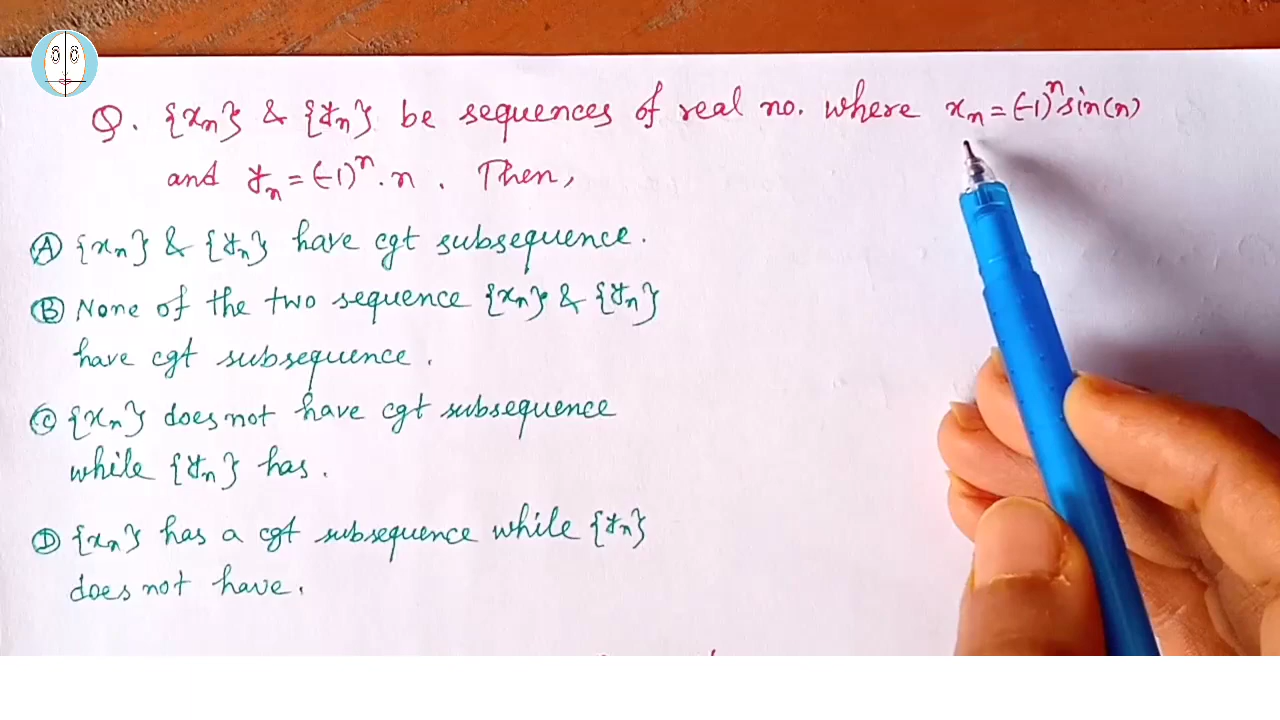 Q. {xₙ} & {yₙ} be sequences of real no. where xₙ = (-1)ⁿ sin(n)
and yₙ = (-1)ⁿ. n . Then,
Ⓐ {xₙ} & {yₙ} have cgt subsequence.
Ⓑ None of the two sequence {xₙ} & {yₙ}
have cgt subsequence .
Ⓒ {xₙ} does not have cgt subsequence
while {yₙ} has .
Ⓓ {xₙ} has a cgt subsequence while {yₙ}
does not have .